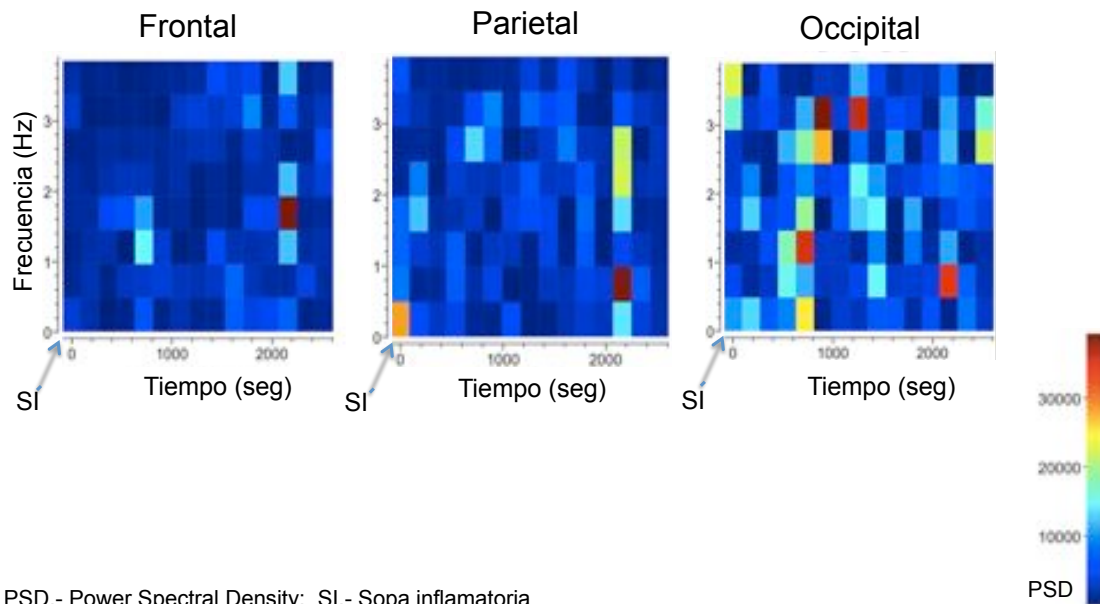 Frontal
Parietal
Occipital
Frecuencia (Hz)
3
2
1
0
0 1000 2000
Tiempo (seg)
SI
3
2
1
0
0 1000 2000
Tiempo (seg)
SI
3
2
1
0
0 1000 2000
Tiempo (seg)
SI
30000
20000
10000
PSD
PSD - Power Spectral Density; SI - Sopa inflamatoria